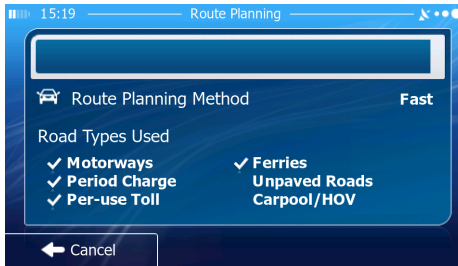 15:19 Route Planning
Route Planning Method Fast
Road Types Used
Motorways Ferries
Period Charge Unpaved Roads
Per-use Toll Carpool/HOV
Cancel